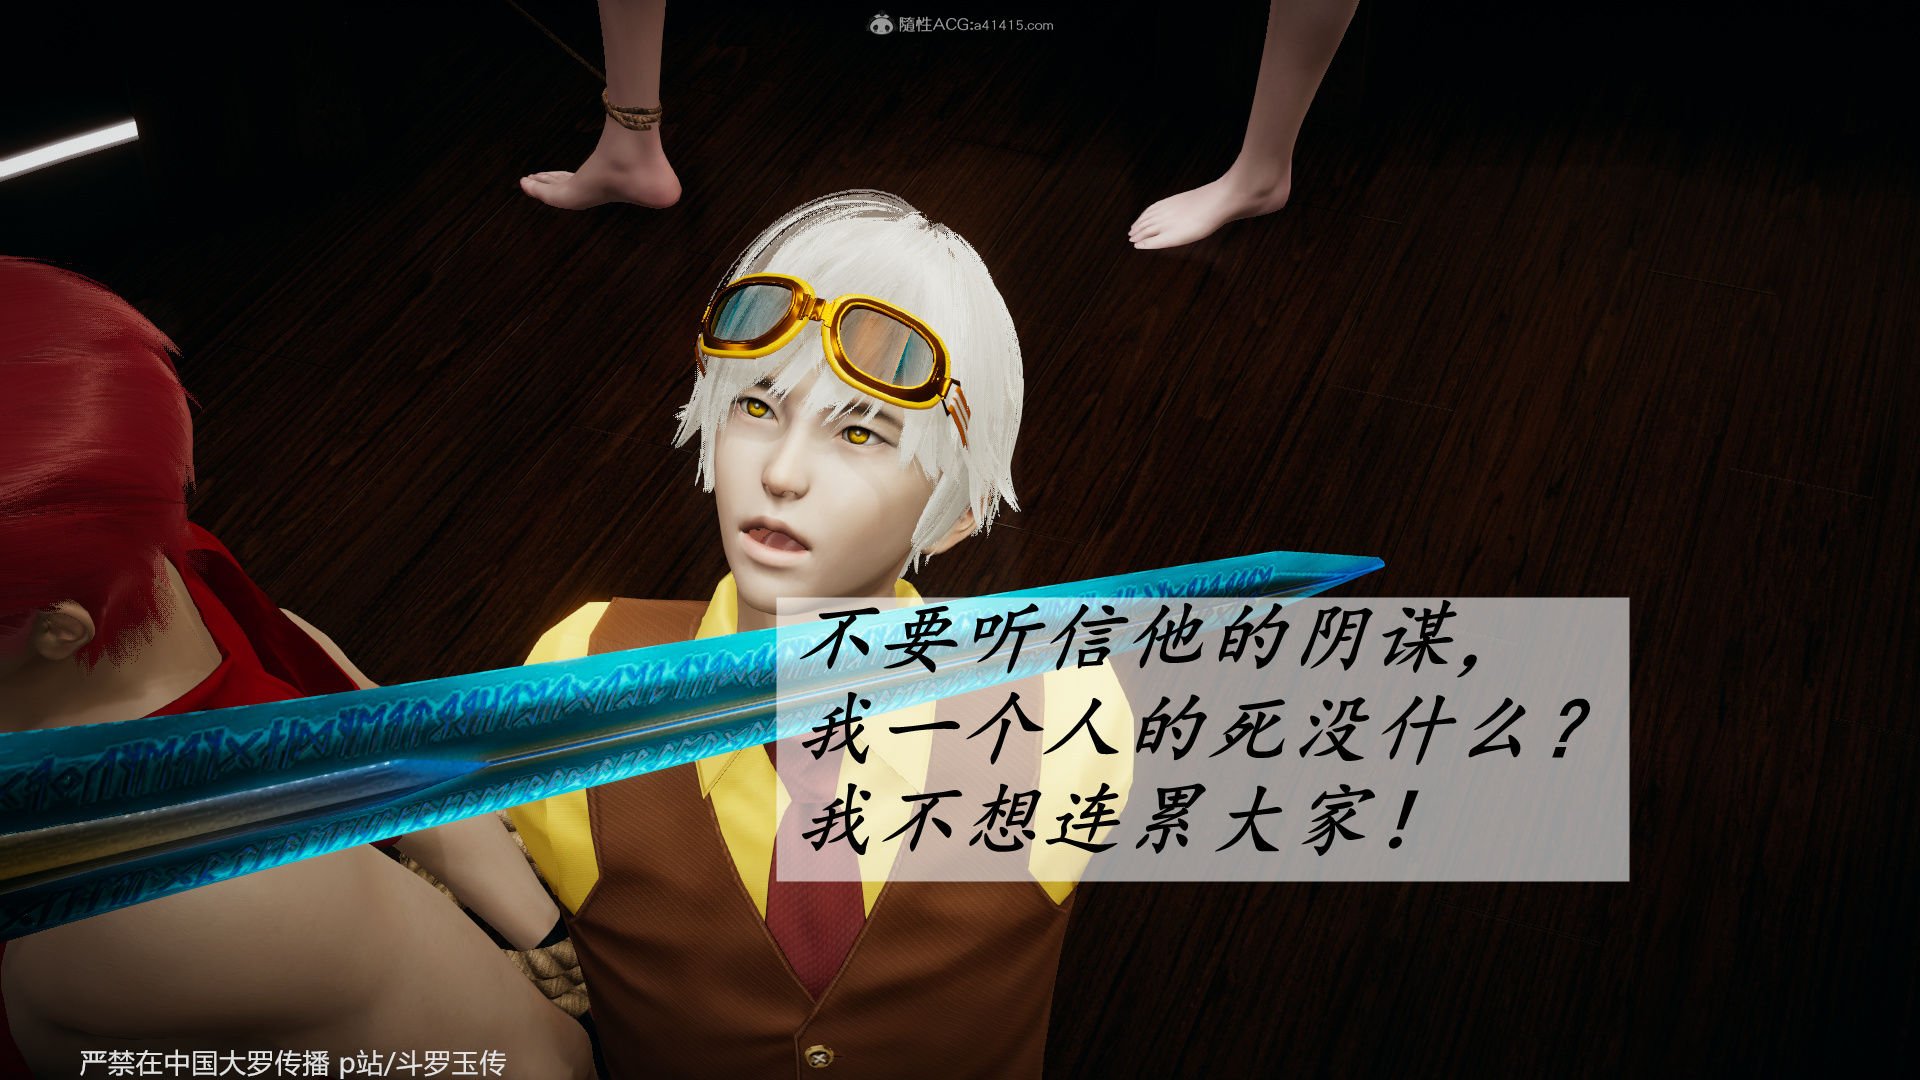 隨性ACG:a41415.com
不要听信他的阴谋，
我一个人的死没什么？
我不想连累大家！
严禁在中国大罗传播 p站/斗罗玉传